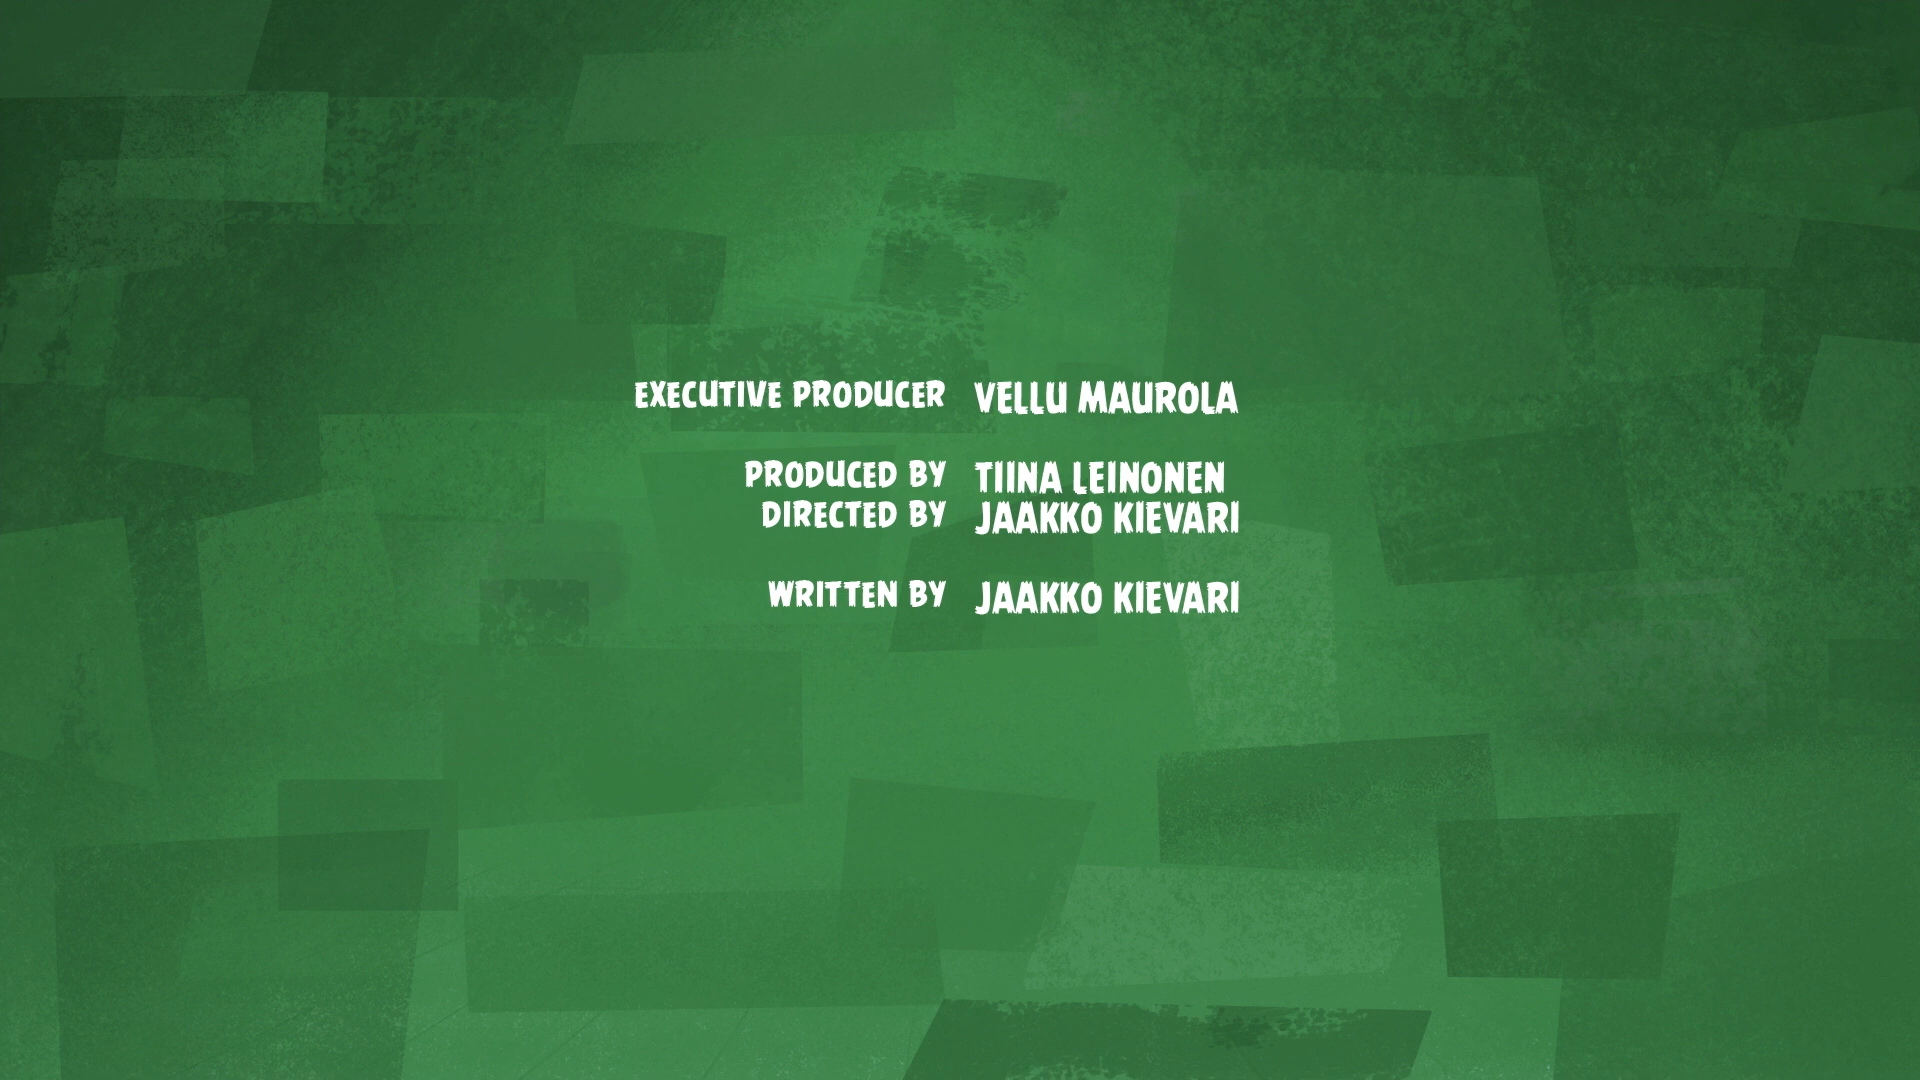 EXECUTIVE PRODUCER VELLU MAUROLA
PRODUCED BY TIINA LEINONEN
DIRECTED BY JAAKKO KIEVARI
WRITTEN BY JAAKKO KIEVARI